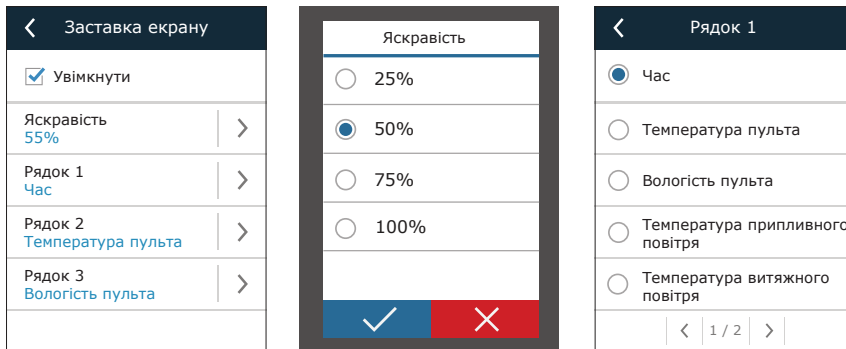 Заставка екрану
Увімкнути
Яскравість
55%
Рядок 1
Час
Рядок 2
Температура пульта
Рядок 3
Вологість пульта
Яскравість
25%
50%
75%
100%
Рядок 1
Час
Температура пульта
Вологість пульта
Температура припливного
повітря
Температура витяжного
повітря
1 / 2